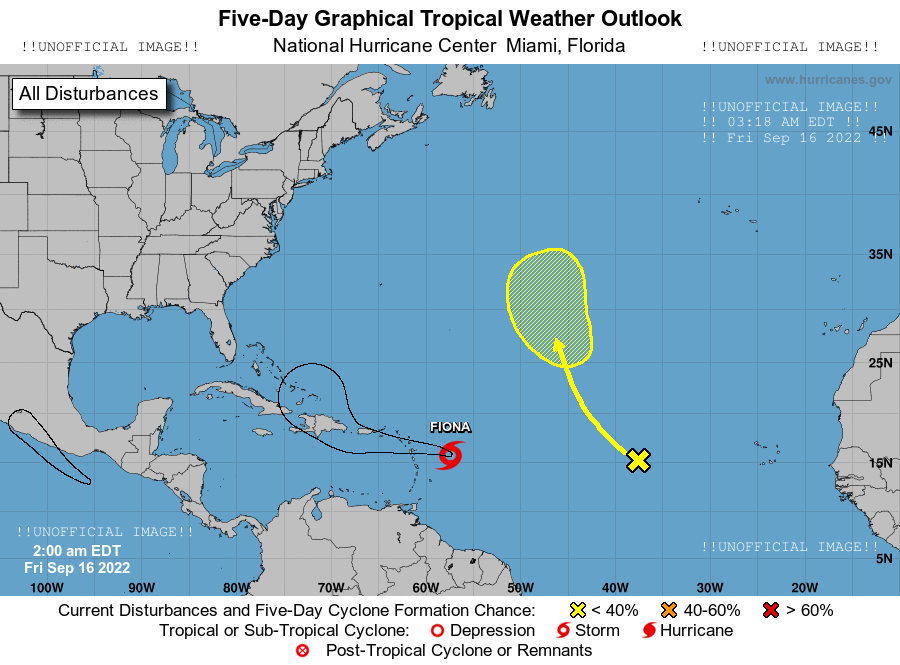 Five-Day Graphical Tropical Weather Outlook
!!UNOFFICIAL IMAGE!! National Hurricane Center Miami, Florida !!UNOFFICIAL IMAGE!!
www.hurricanes.gov
All Disturbances
!!UNOFFICIAL IMAGE!!
!! 03:18 AM EDT !!
45N
!! Fri Sep 16 2022 !!
35N
25N
FIONA
15N
!!UNOFFICIAL IMAGE!!
2:00 am EDT
!!UNOFFICIAL IMAGE!!
5N
Fri Sep 16 2022
100W 90W 80W 70W 60W 50W 40W 30W 20W
Current Disturbances and Five-Day Cyclone Formation Chance: < 40% 40-60% > 60%
Tropical or Sub-Tropical Cyclone: Depression Storm Hurricane
Post-Tropical Cyclone or Remnants